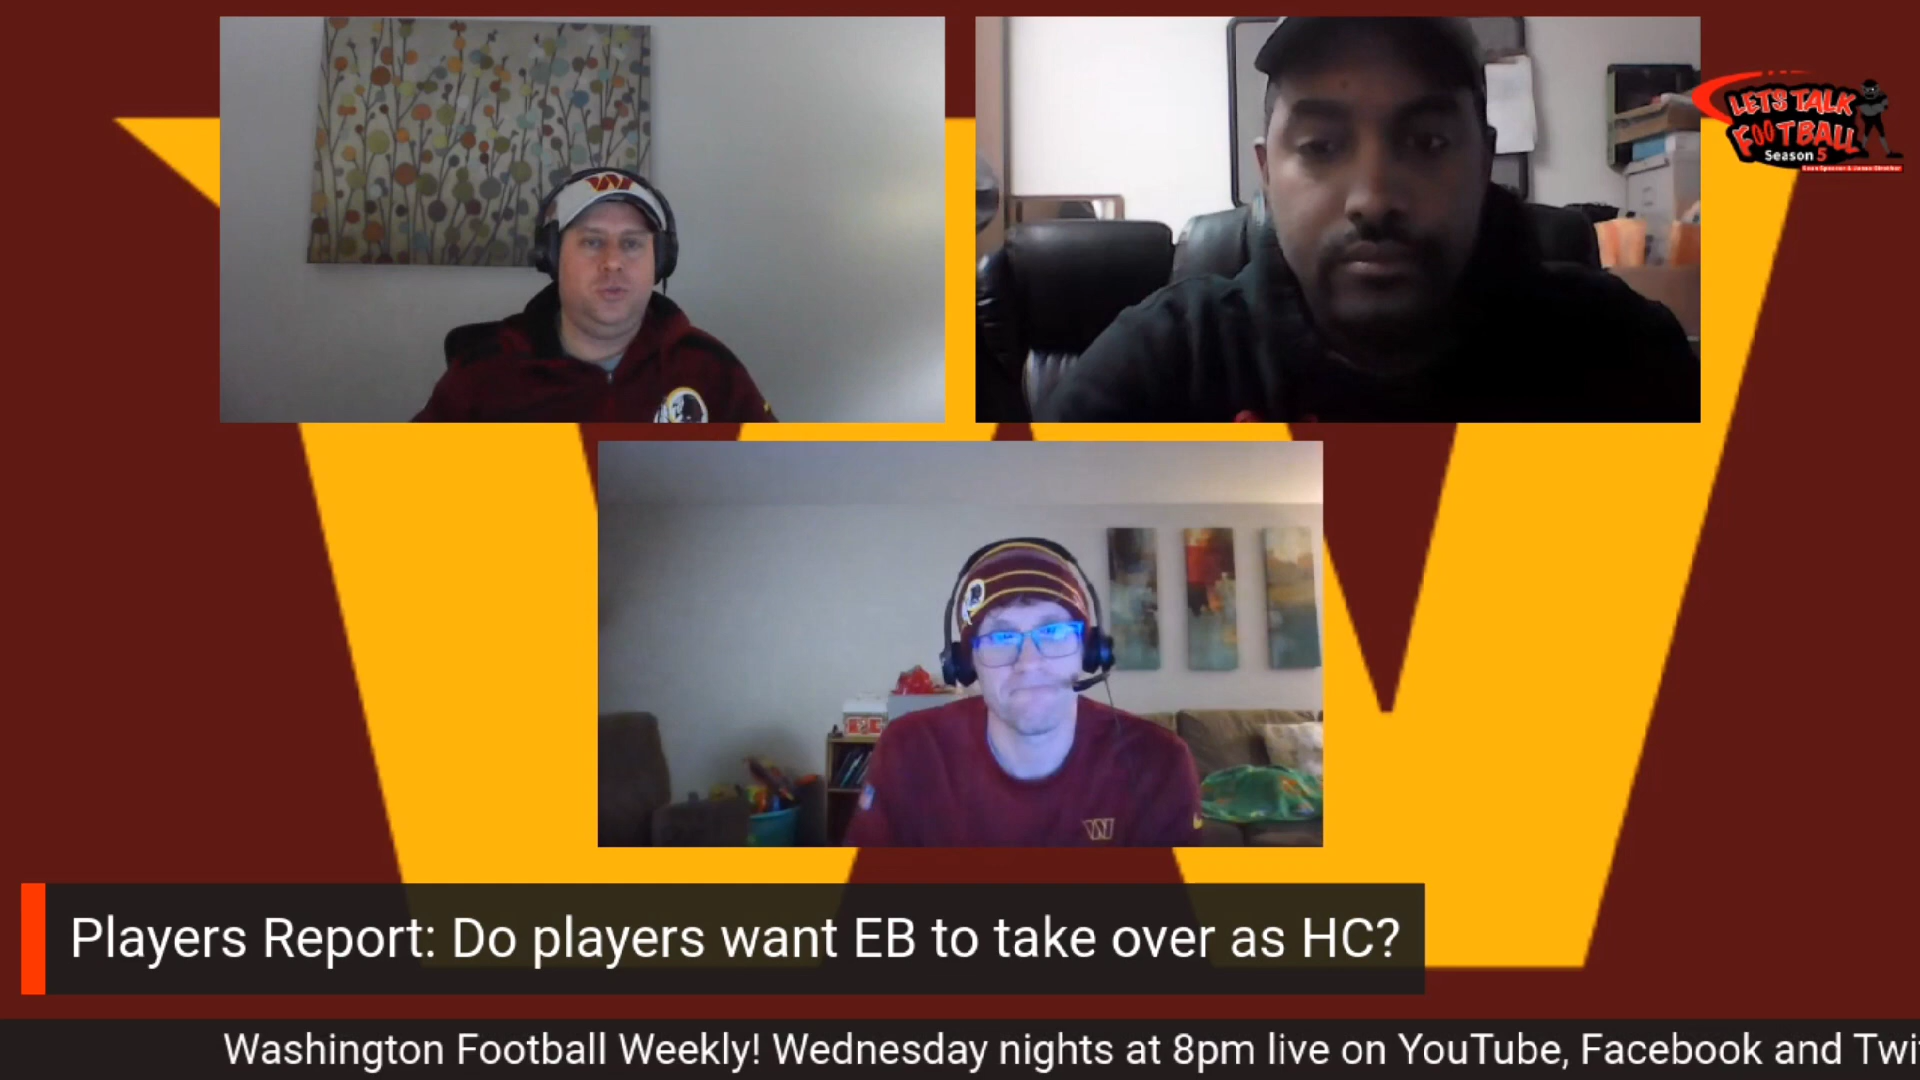 LETS TALK
FOOTBALL
Season 5
Players Report: Do players want EB to take over as HC?
Washington Football Weekly! Wednesday nights at 8pm live on YouTube, Facebook and Twi